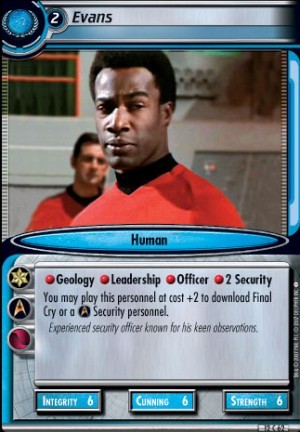 2 Evans
Human
Geology Leadership Officer 2 Security
You may play this personnel at cost +2 to download Final
Cry or a Security personnel.
Experienced security officer known for his keen observations.
INTEGRITY 6 CUNNING 6 STRENGTH 6